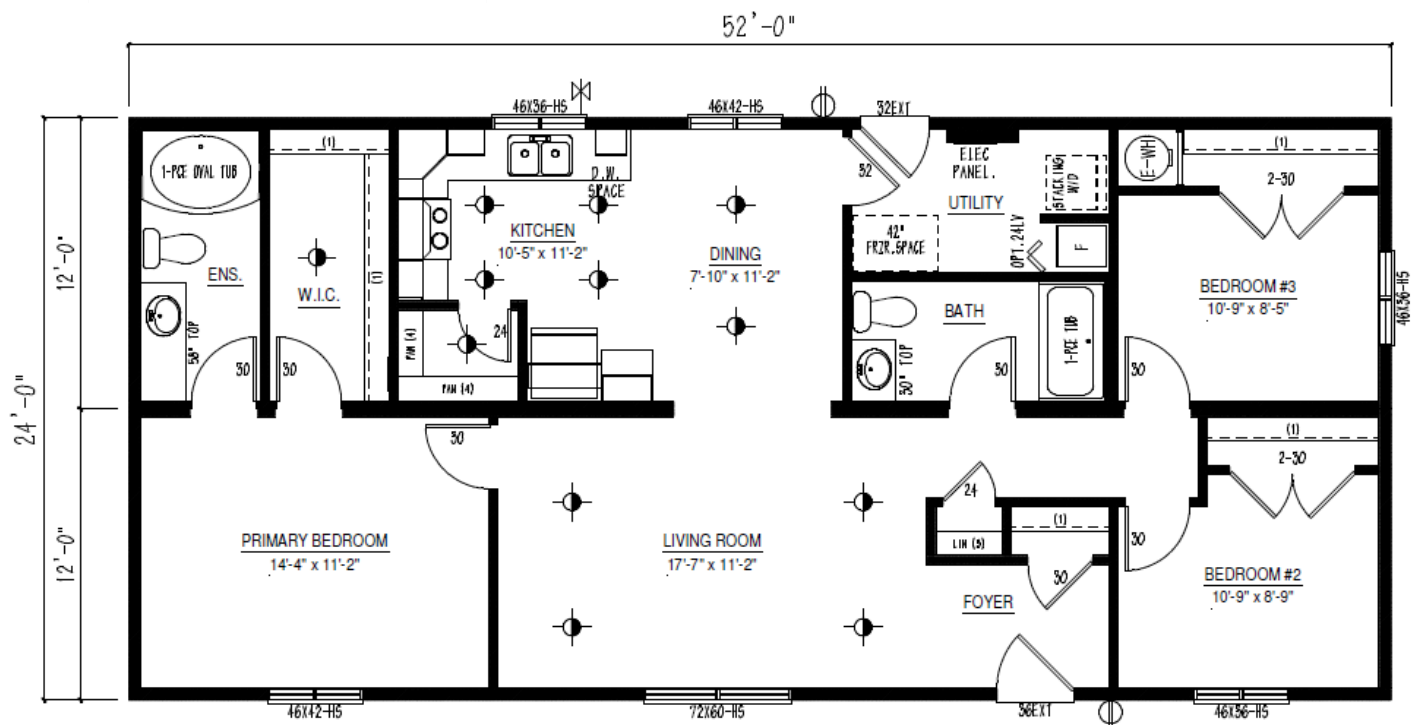 52'-0"
46X36-HS
46X42-HS
32EXT
1-PCE OVAL TUB
(1)
D.W.
SPACE
32
ELEC
PANEL.
STACKING
W/D
E-WH
(1)
2-30
KITCHEN
10'-5" x 11'-2"
DINING
7'-10" x 11'-2"
UTILITY
42"
FRZR.SPACE
OPT.24LV
F
12'-0"
ENS.
W.I.C.
(1)
BEDROOM #3
10'-9" x 8'-5"
46X36-HS
58" TOP
30
30
PAN (4)
24
PAN (4)
BATH
30" TOP
30
1-PCE TUB
30
24'-0"
30
(1)
2-30
12'-0"
PRIMARY BEDROOM
14'-4" x 11'-2"
LIVING ROOM
17'-7" x 11'-2"
24
LIN (5)
(1)
30
30
FOYER
BEDROOM #2
10'-9" x 8'-9"
46X42-HS
72X60-HS
36EXT
46X36-HS